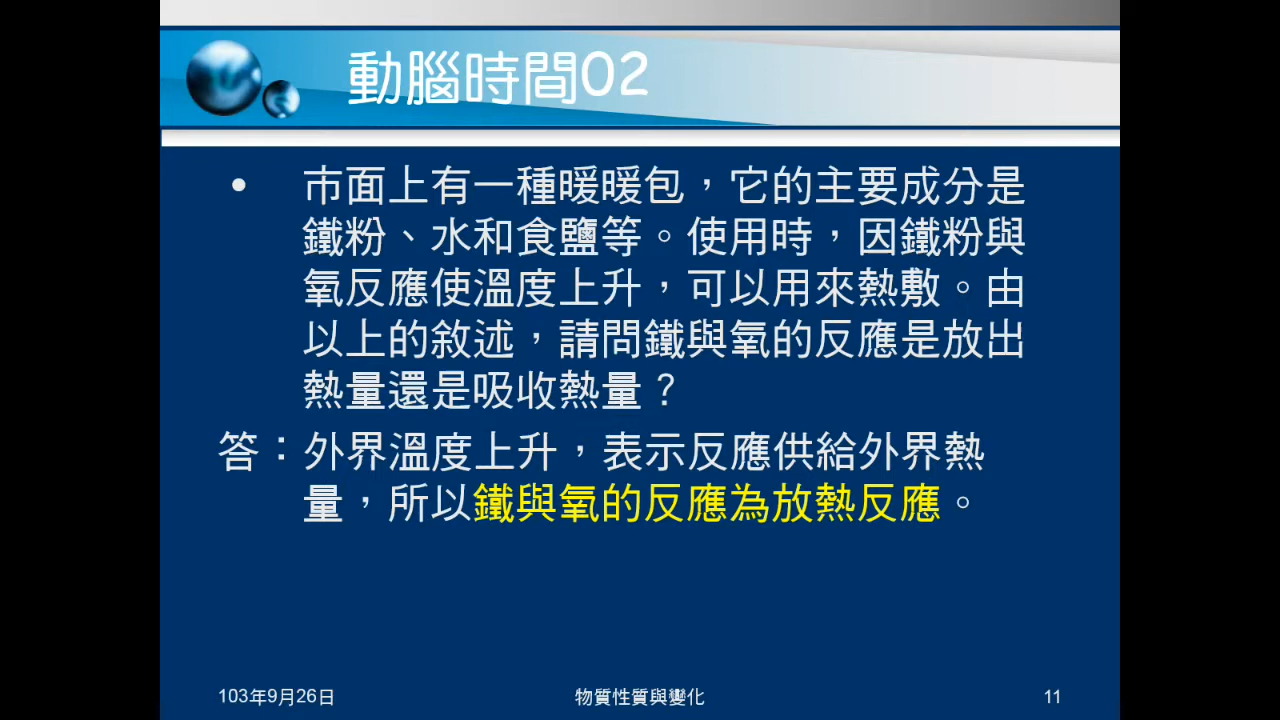 動腦時間02
• 市面上有一種暖暖包，它的主要成分是
鐵粉、水和食鹽等。使用時，因鐵粉與
氧反應使溫度上升，可以用來熱敷。由
以上的敘述，請問鐵與氧的反應是放出
熱量還是吸收熱量？
答：外界溫度上升，表示反應供給外界熱
量，所以鐵與氧的反應為放熱反應。
103年9月26日
物質性質與變化
11